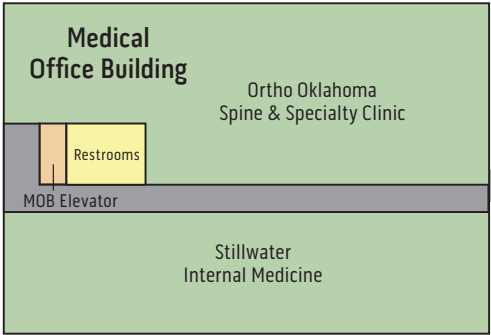 Medical
Office Building
Ortho Oklahoma
Spine & Specialty Clinic
Restrooms
MOB Elevator
Stillwater
Internal Medicine